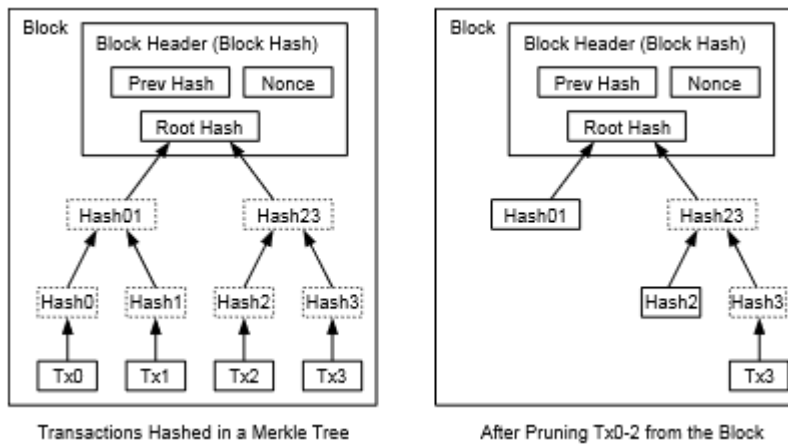 Block
Block Header (Block Hash)
Prev Hash
Nonce
Root Hash
Hash01
Hash23
Hash0
Hash1
Hash2
Hash3
Tx0
Tx1
Tx2
Tx3
Transactions Hashed in a Merkle Tree
Block
Block Header (Block Hash)
Prev Hash
Nonce
Root Hash
Hash01
Hash23
Hash2
Hash3
Tx3
After Pruning Tx0-2 from the Block